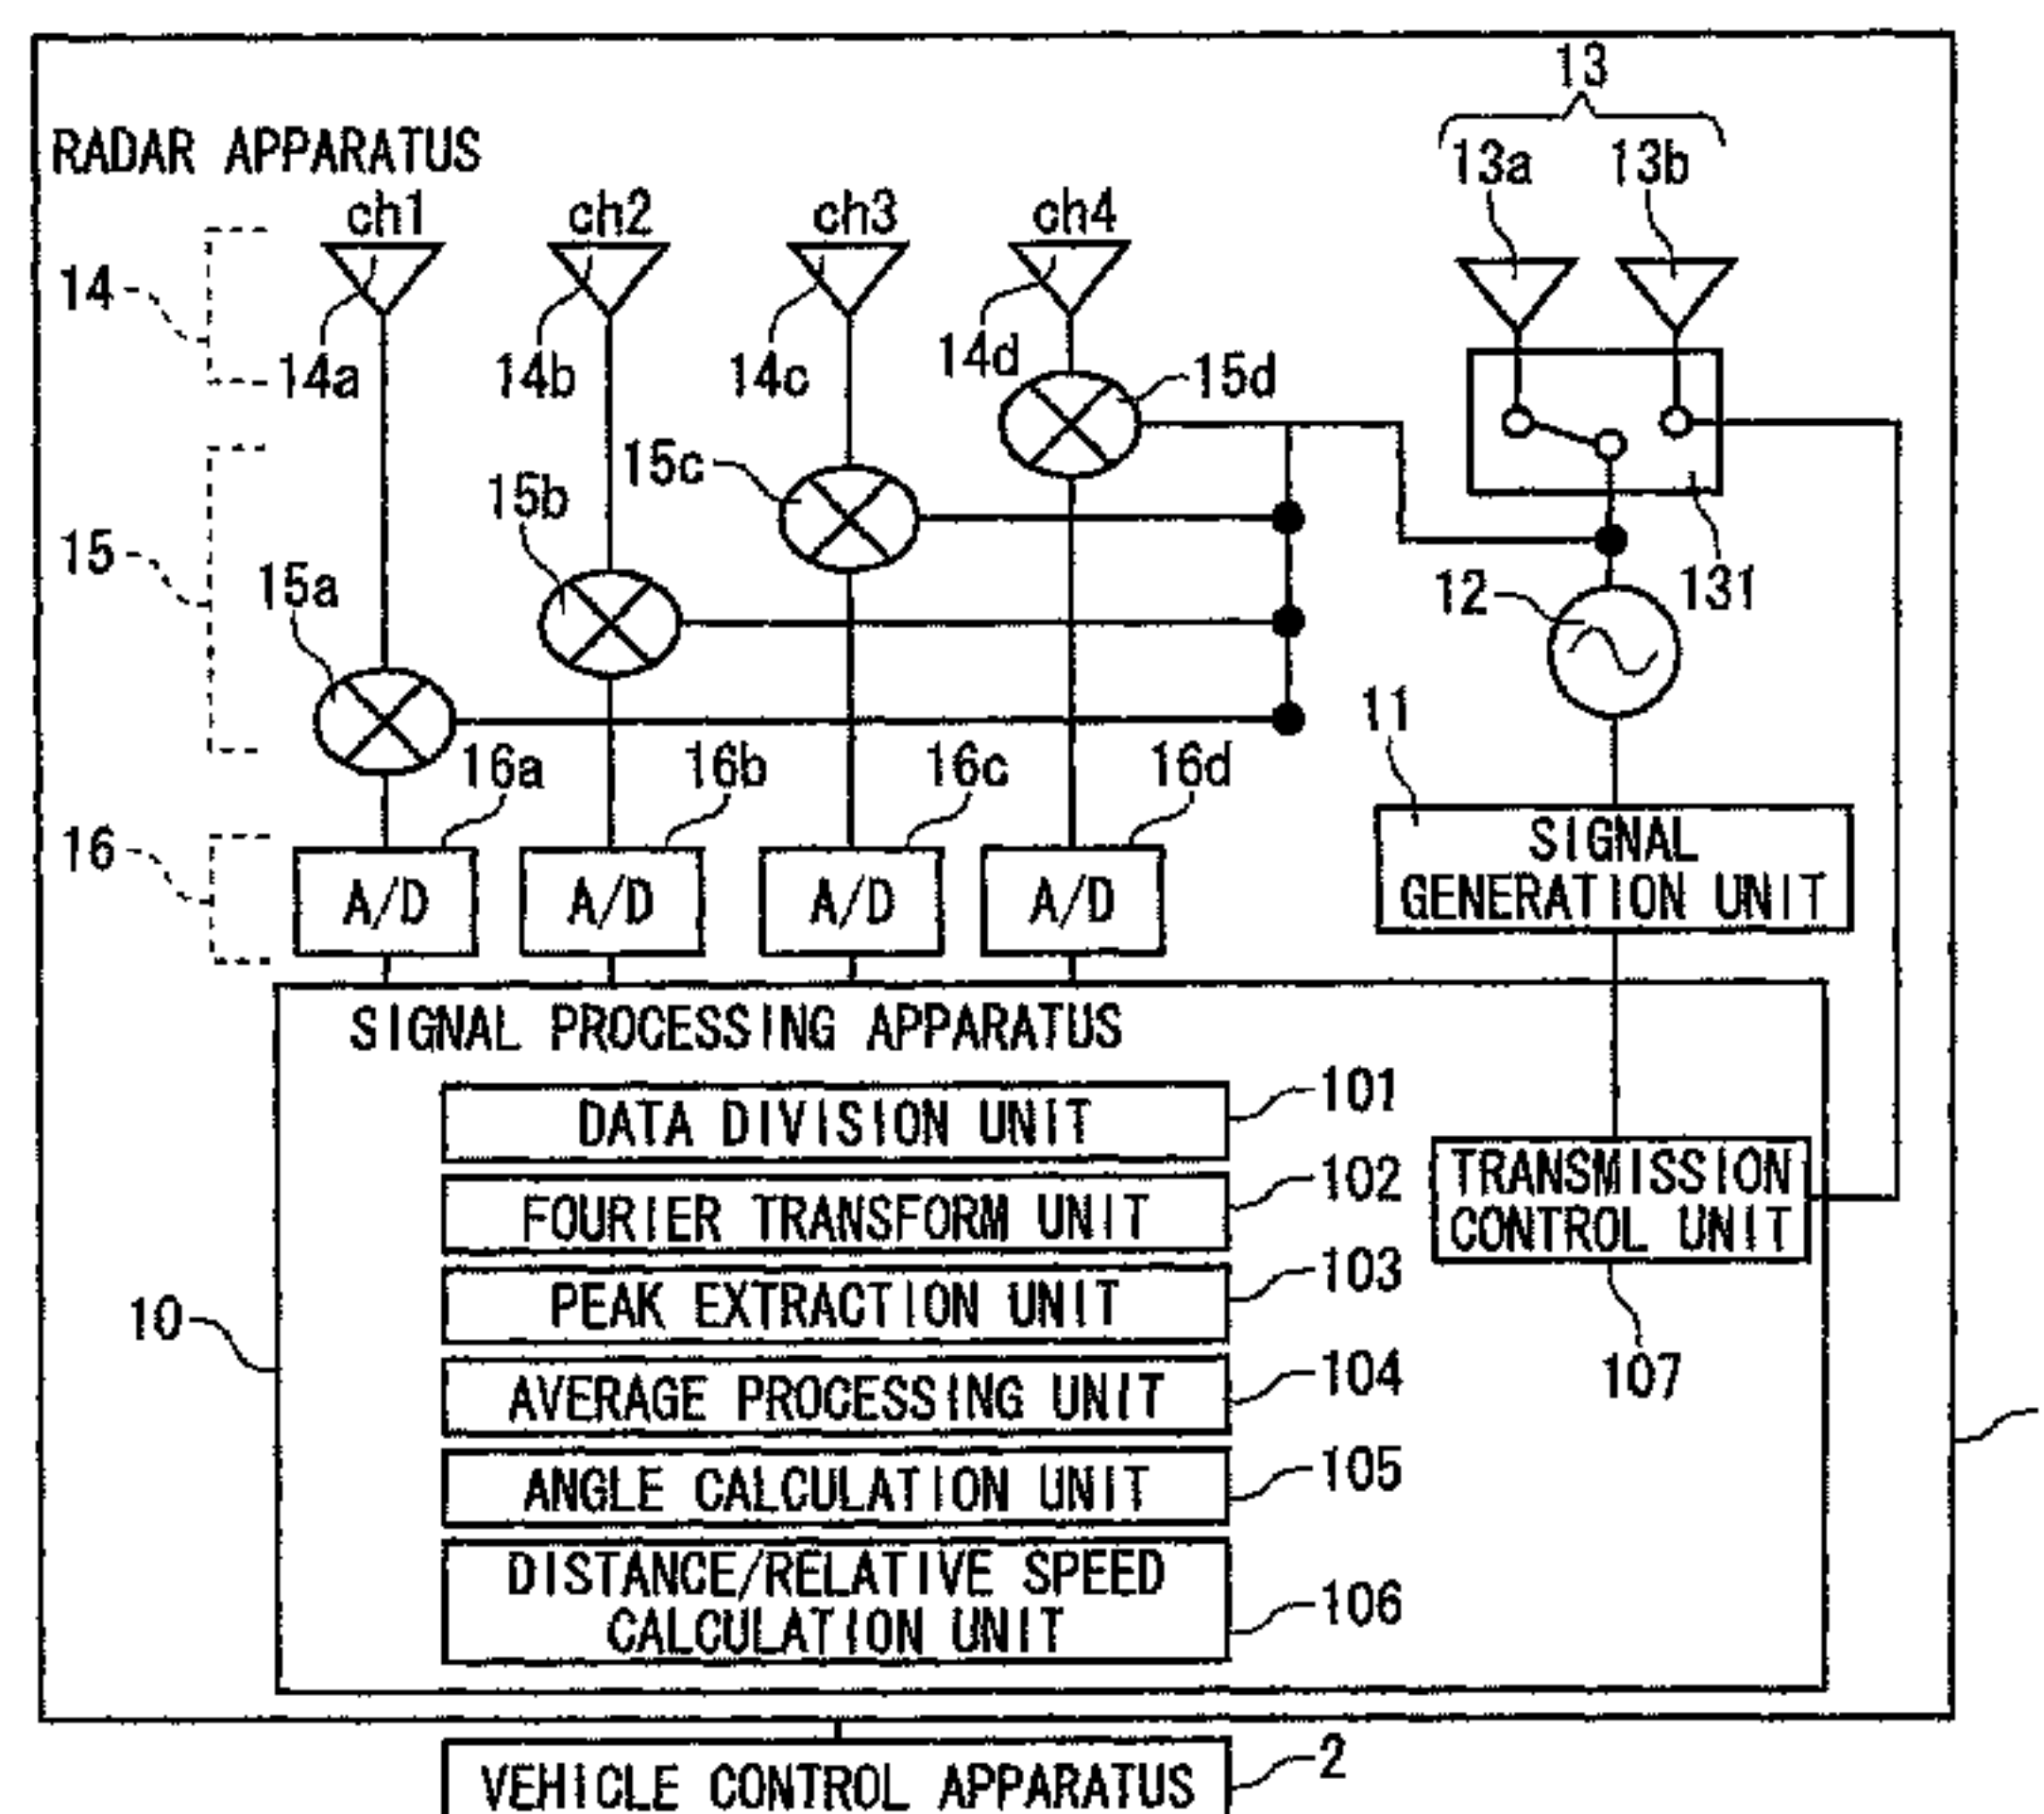 13
RADAR APPARATUS
13a 13b
ch1 ch2 ch3 ch4
14
14a 14b 14c 14d 15d
15c
15b
15 15a
12 131
11
16a 16b 16c 16d
16
A/D A/D A/D A/D
SIGNAL
GENERATION UNIT
SIGNAL PROCESSING APPARATUS
DATA DIVISION UNIT 101
FOURIER TRANSFORM UNIT 102
TRANSMISSION
CONTROL UNIT
PEAK EXTRACTION UNIT 103
10
AVERAGE PROCESSING UNIT 104
107
ANGLE CALCULATION UNIT 105
DISTANCE/RELATIVE SPEED
CALCULATION UNIT
106
VEHICLE CONTROL APPARATUS 2